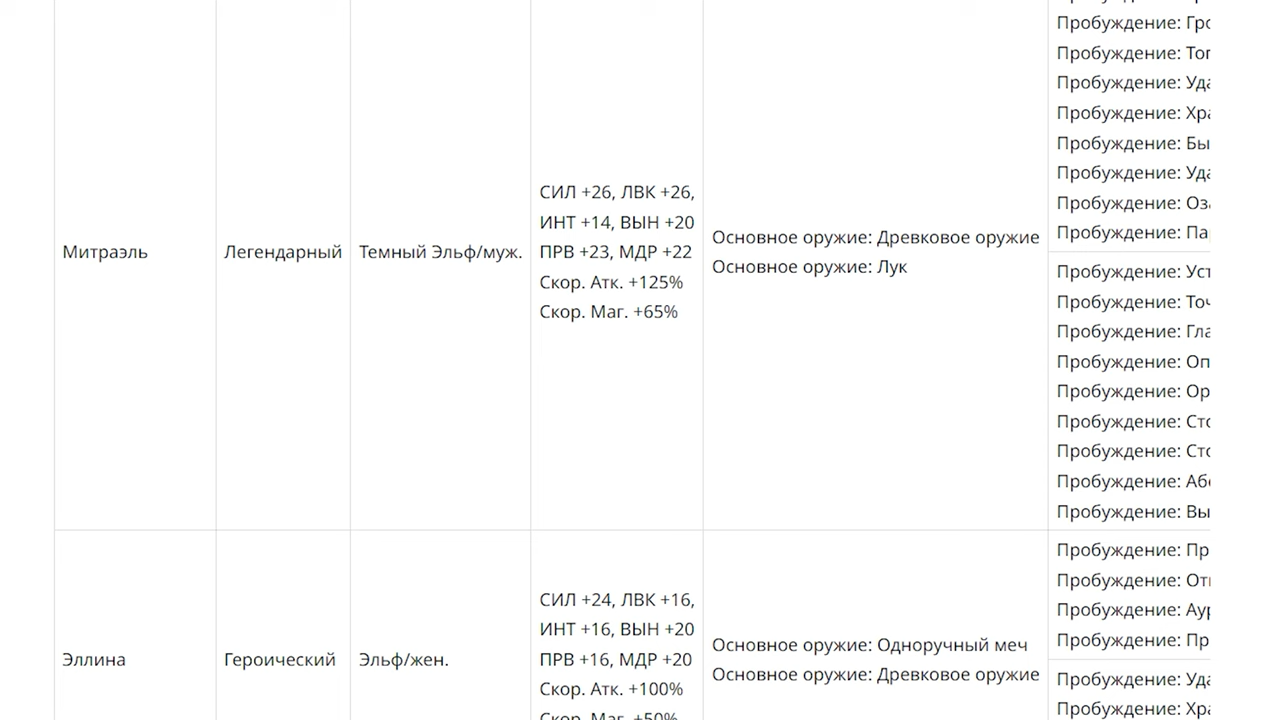 Митраэль
Легендарный
Темный Эльф/муж.
СИЛ +26, ЛВК +26,
ИНТ +14, ВЫН +20
ПРВ +23, МДР +22
Скор. Атк. +125%
Скор. Маг. +65%
Основное оружие: Древковое оружие
Основное оружие: Лук
Пробуждение: Гро
Пробуждение: Топ
Пробуждение: Уда
Пробуждение: Хра
Пробуждение: Бы
Пробуждение: Уда
Пробуждение: Оза
Пробуждение: Па
Пробуждение: Уст
Пробуждение: Точ
Пробуждение: Гла
Пробуждение: Оп
Пробуждение: Ор
Пробуждение: Сто
Пробуждение: Сто
Пробуждение: Абс
Пробуждение: Вы
Эллина
Героический
Эльф/жен.
СИЛ +24, ЛВК +16,
ИНТ +16, ВЫН +20
ПРВ +16, МДР +20
Скор. Атк. +100%
Скор. Маг. +50%
Основное оружие: Одноручный меч
Основное оружие: Древковое оружие
Пробуждение: Пр
Пробуждение: От
Пробуждение: Аур
Пробуждение: Пр
Пробуждение: Уда
Пробуждение: Хра